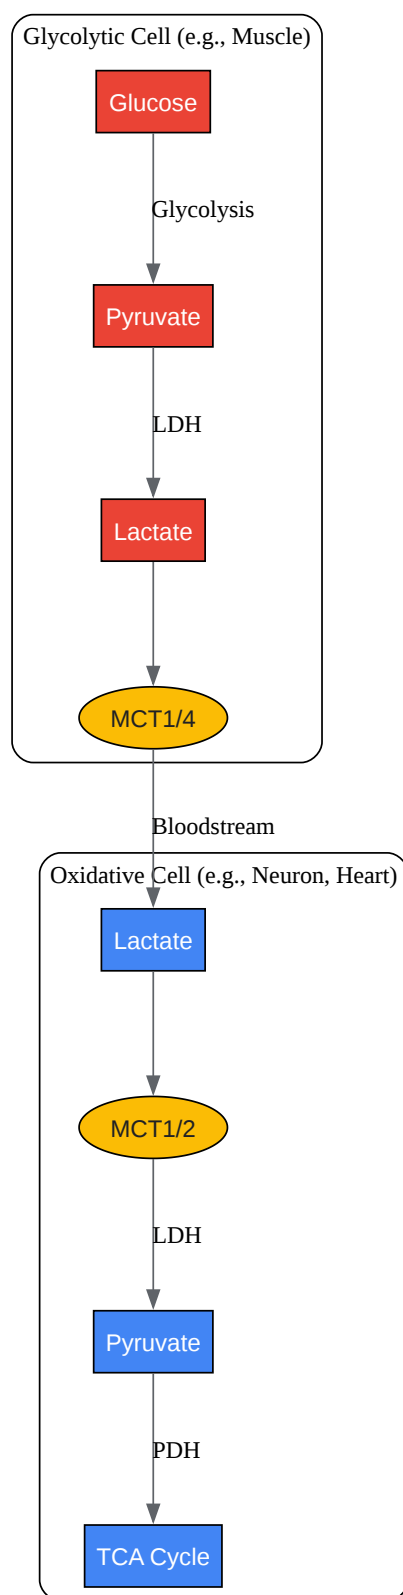 Glycolytic Cell (e.g., Muscle)
Glucose
Glycolysis
Pyruvate
LDH
Lactate
MCT1/4
Bloodstream
Oxidative Cell (e.g., Neuron, Heart)
Lactate
MCT1/2
LDH
Pyruvate
PDH
TCA Cycle